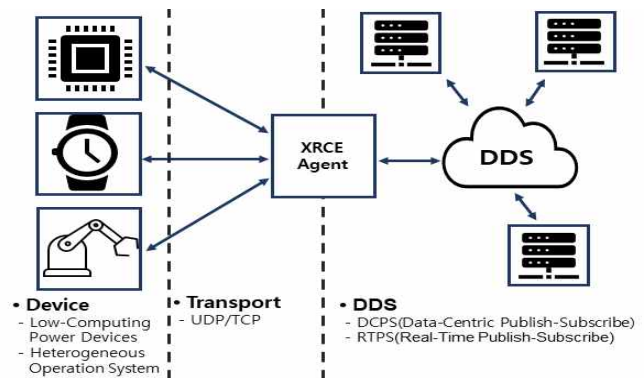 XRCE
Agent
DDS
• Device
- Low-Computing
Power Devices
- Heterogeneous
Operation System
• Transport
- UDP/TCP
• DDS
- DCPS(Data-Centric Publish-Subscribe)
- RTPS(Real-Time Publish-Subscribe)